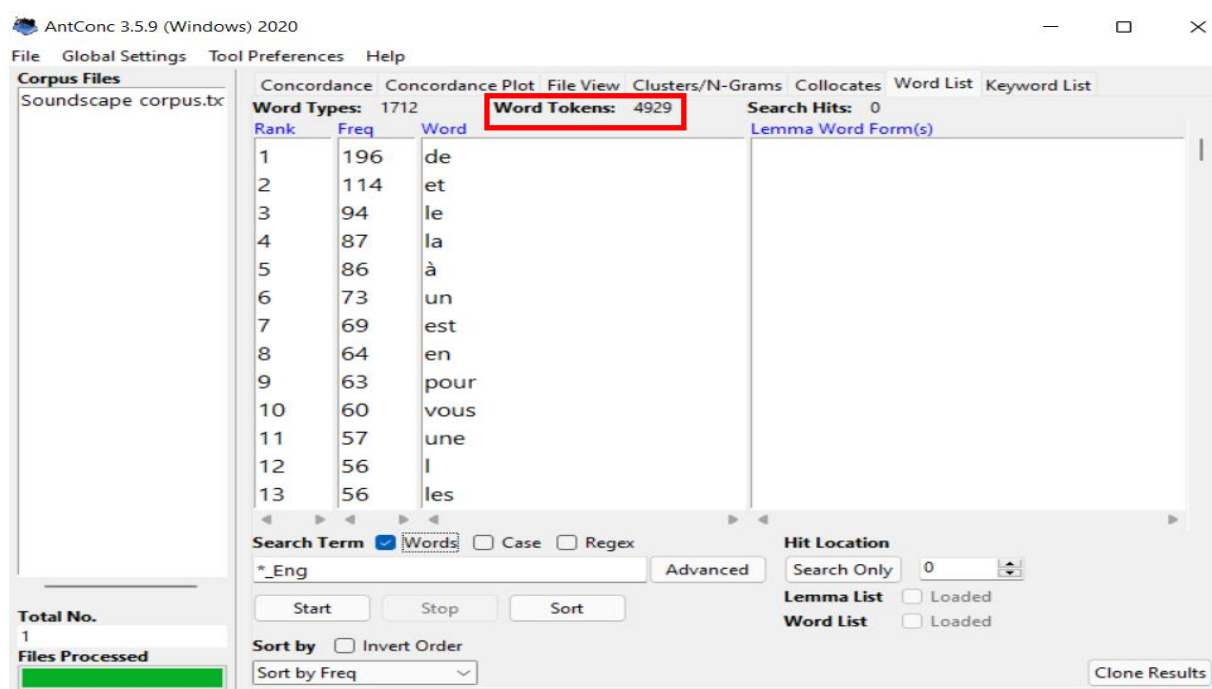 AntConc 3.5.9 (Windows) 2020
File Global Settings Tool Preferences Help
Corpus Files
Soundscape corpus.tx
Concordance Concordance Plot File View Clusters/N-Grams Collocates Word List Keyword List
Word Types: 1712 Word Tokens: 4929 Search Hits: 0
Rank Freq Word Lemma Word Form(s)
1 196 de
2 114 et
3 94 le
4 87 la
5 86 à
6 73 un
7 69 est
8 64 en
9 63 pour
10 60 vous
11 57 une
12 56 l
13 56 les
Search Term Words Case Regex Hit Location
*_Eng Advanced Search Only 0
Start Stop Sort Lemma List Loaded
Word List Loaded
Total No.
1
Files Processed
Sort by Invert Order
Sort by Freq Clone Results